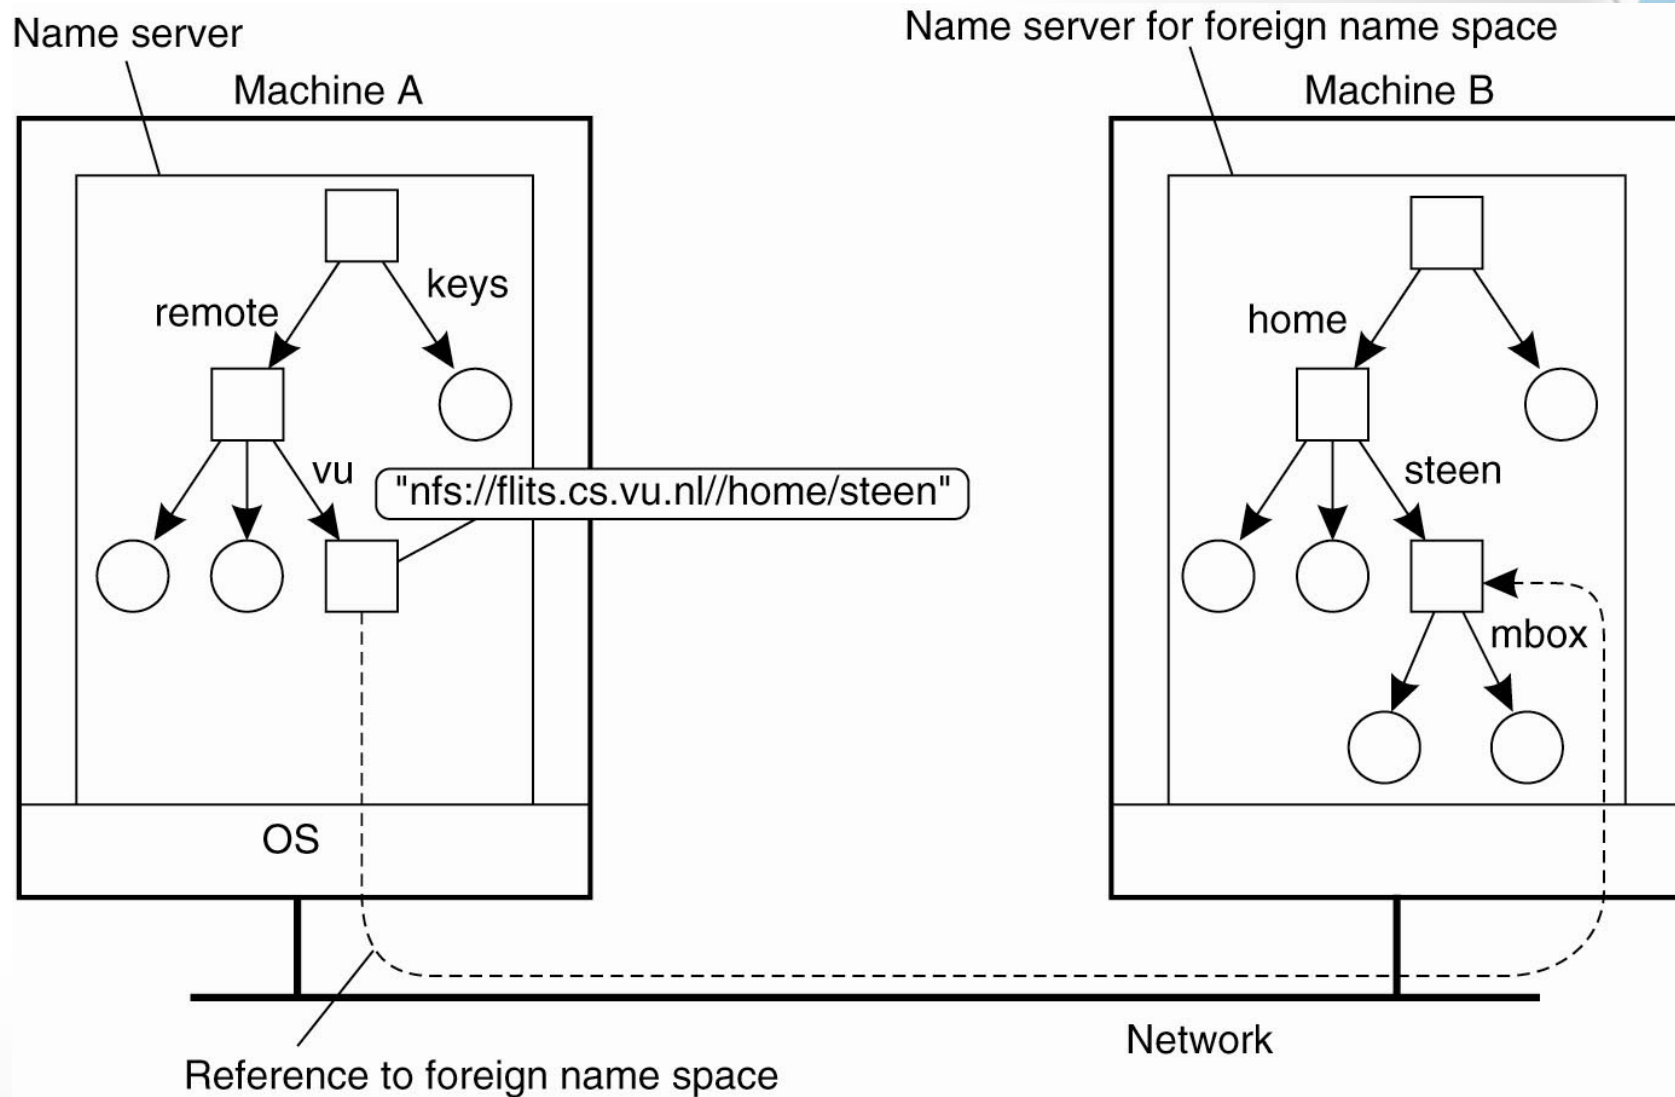 Name server
Name server for foreign name space
Machine A
Machine B
keys
remote
home
vu
"nfs://flits.cs.vu.nl//home/steen"
steen
mbox
OS
Network
Reference to foreign name space